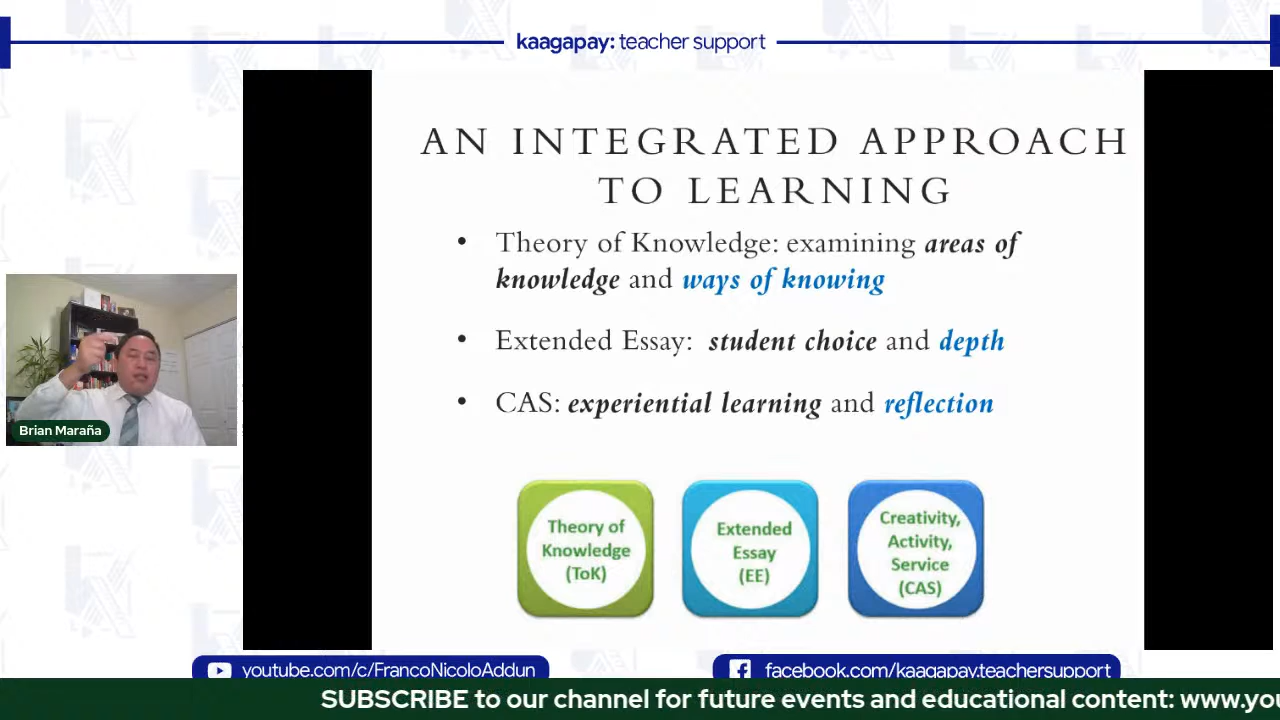 kaagapay: teacher support
AN INTEGRATED APPROACH
TO LEARNING
• Theory of Knowledge: examining areas of
knowledge and ways of knowing
• Extended Essay: student choice and depth
• CAS: experiential learning and reflection
Theory of
Knowledge
(ToK)
Extended
Essay
(EE)
Creativity,
Activity,
Service
(CAS)
Brian Maraña
youtube.com/c/FrancoNicoloAddun
facebook.com/kaagapay.teachersupport
SUBSCRIBE to our channel for future events and educational content: www.you